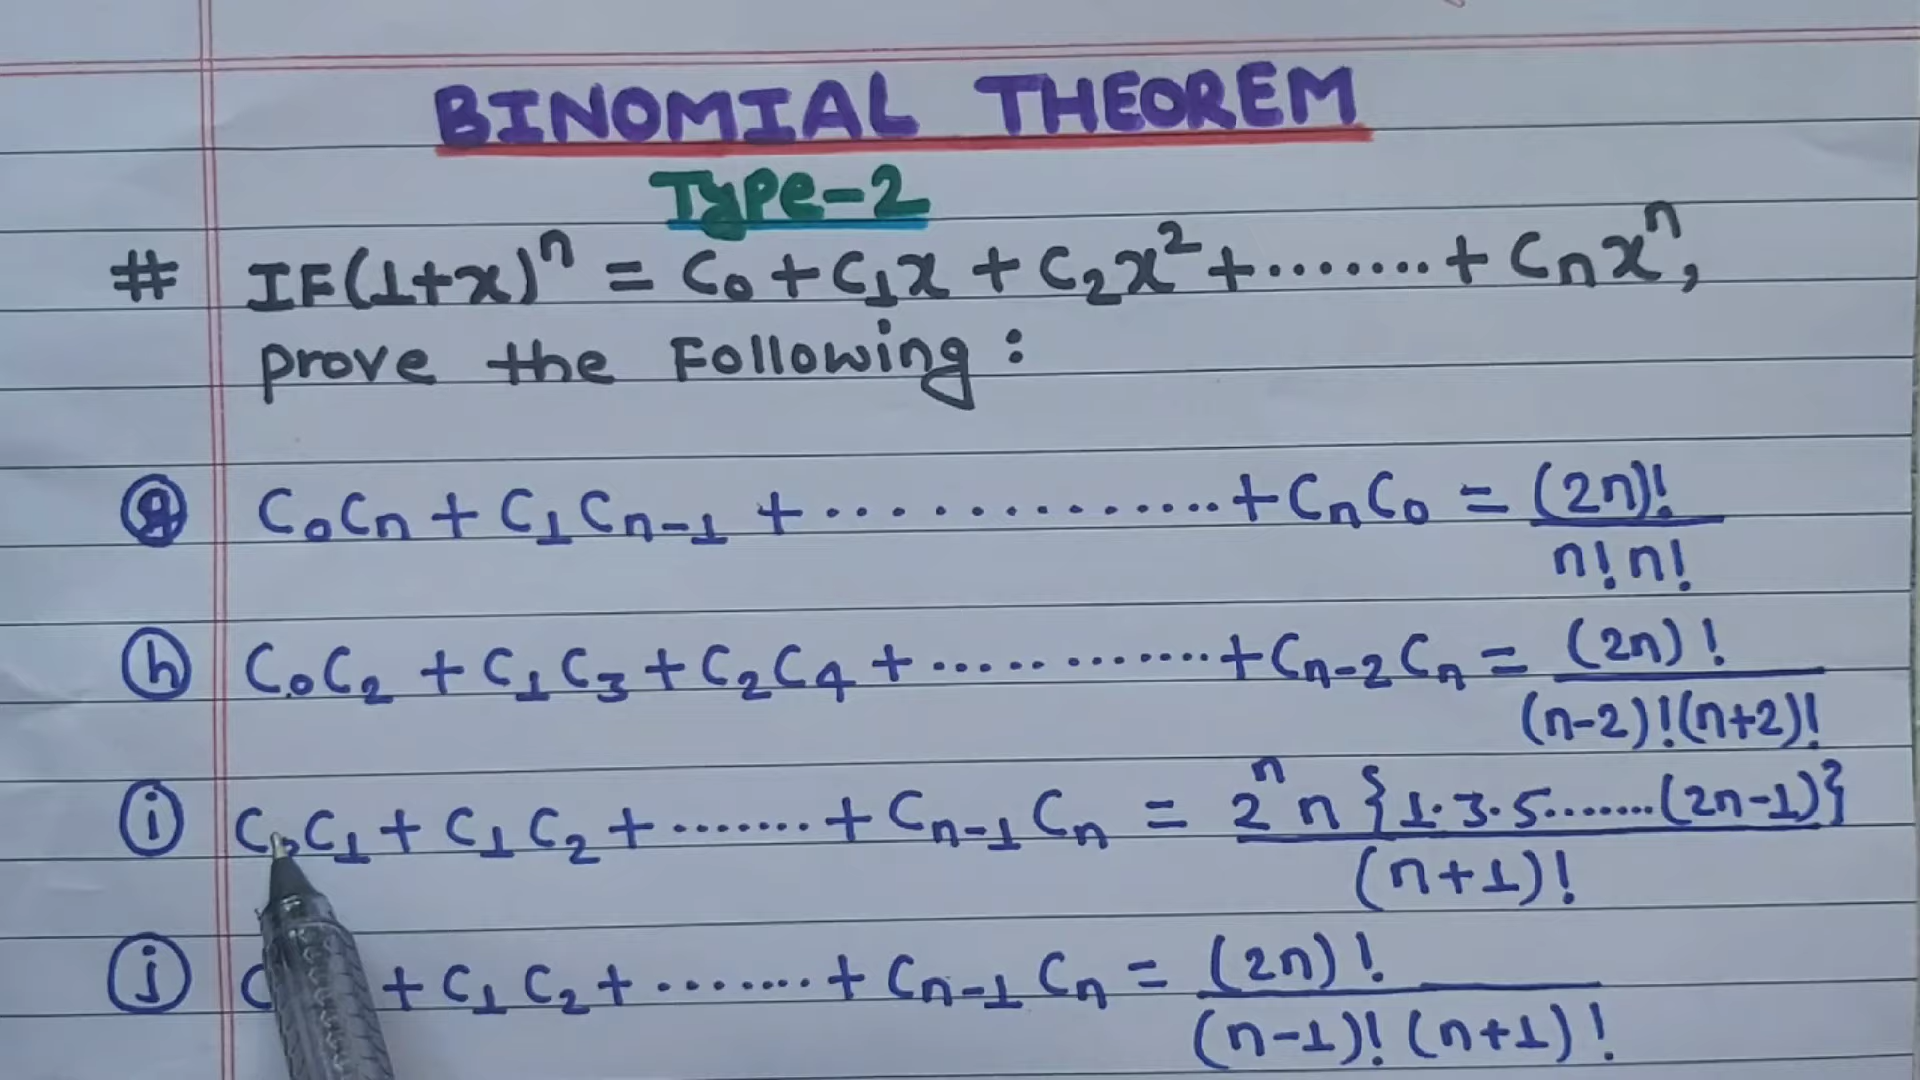 BINOMIAL THEOREM
Type-2
# IF (1+x)ⁿ = C₀ + C₁x + C₂x² + ........ + Cₙxⁿ,
prove the Following :
(g) C₀Cₙ + C₁Cₙ₋₁ + .............. + CₙC₀ = (2n)! / n! n!
(h) C₀C₂ + C₁C₃ + C₂C₄ + ............ + Cₙ₋₂Cₙ = (2n)! / (n-2)!(n+2)!
(i) C₀C₁ + C₁C₂ + ....... + Cₙ₋₁Cₙ = 2ⁿ n {1·3·5.......(2n-1)} / (n+1)!
(j) C + C₁C₂ + ....... + Cₙ₋₁Cₙ = (2n)! / (n-1)! (n+1)!